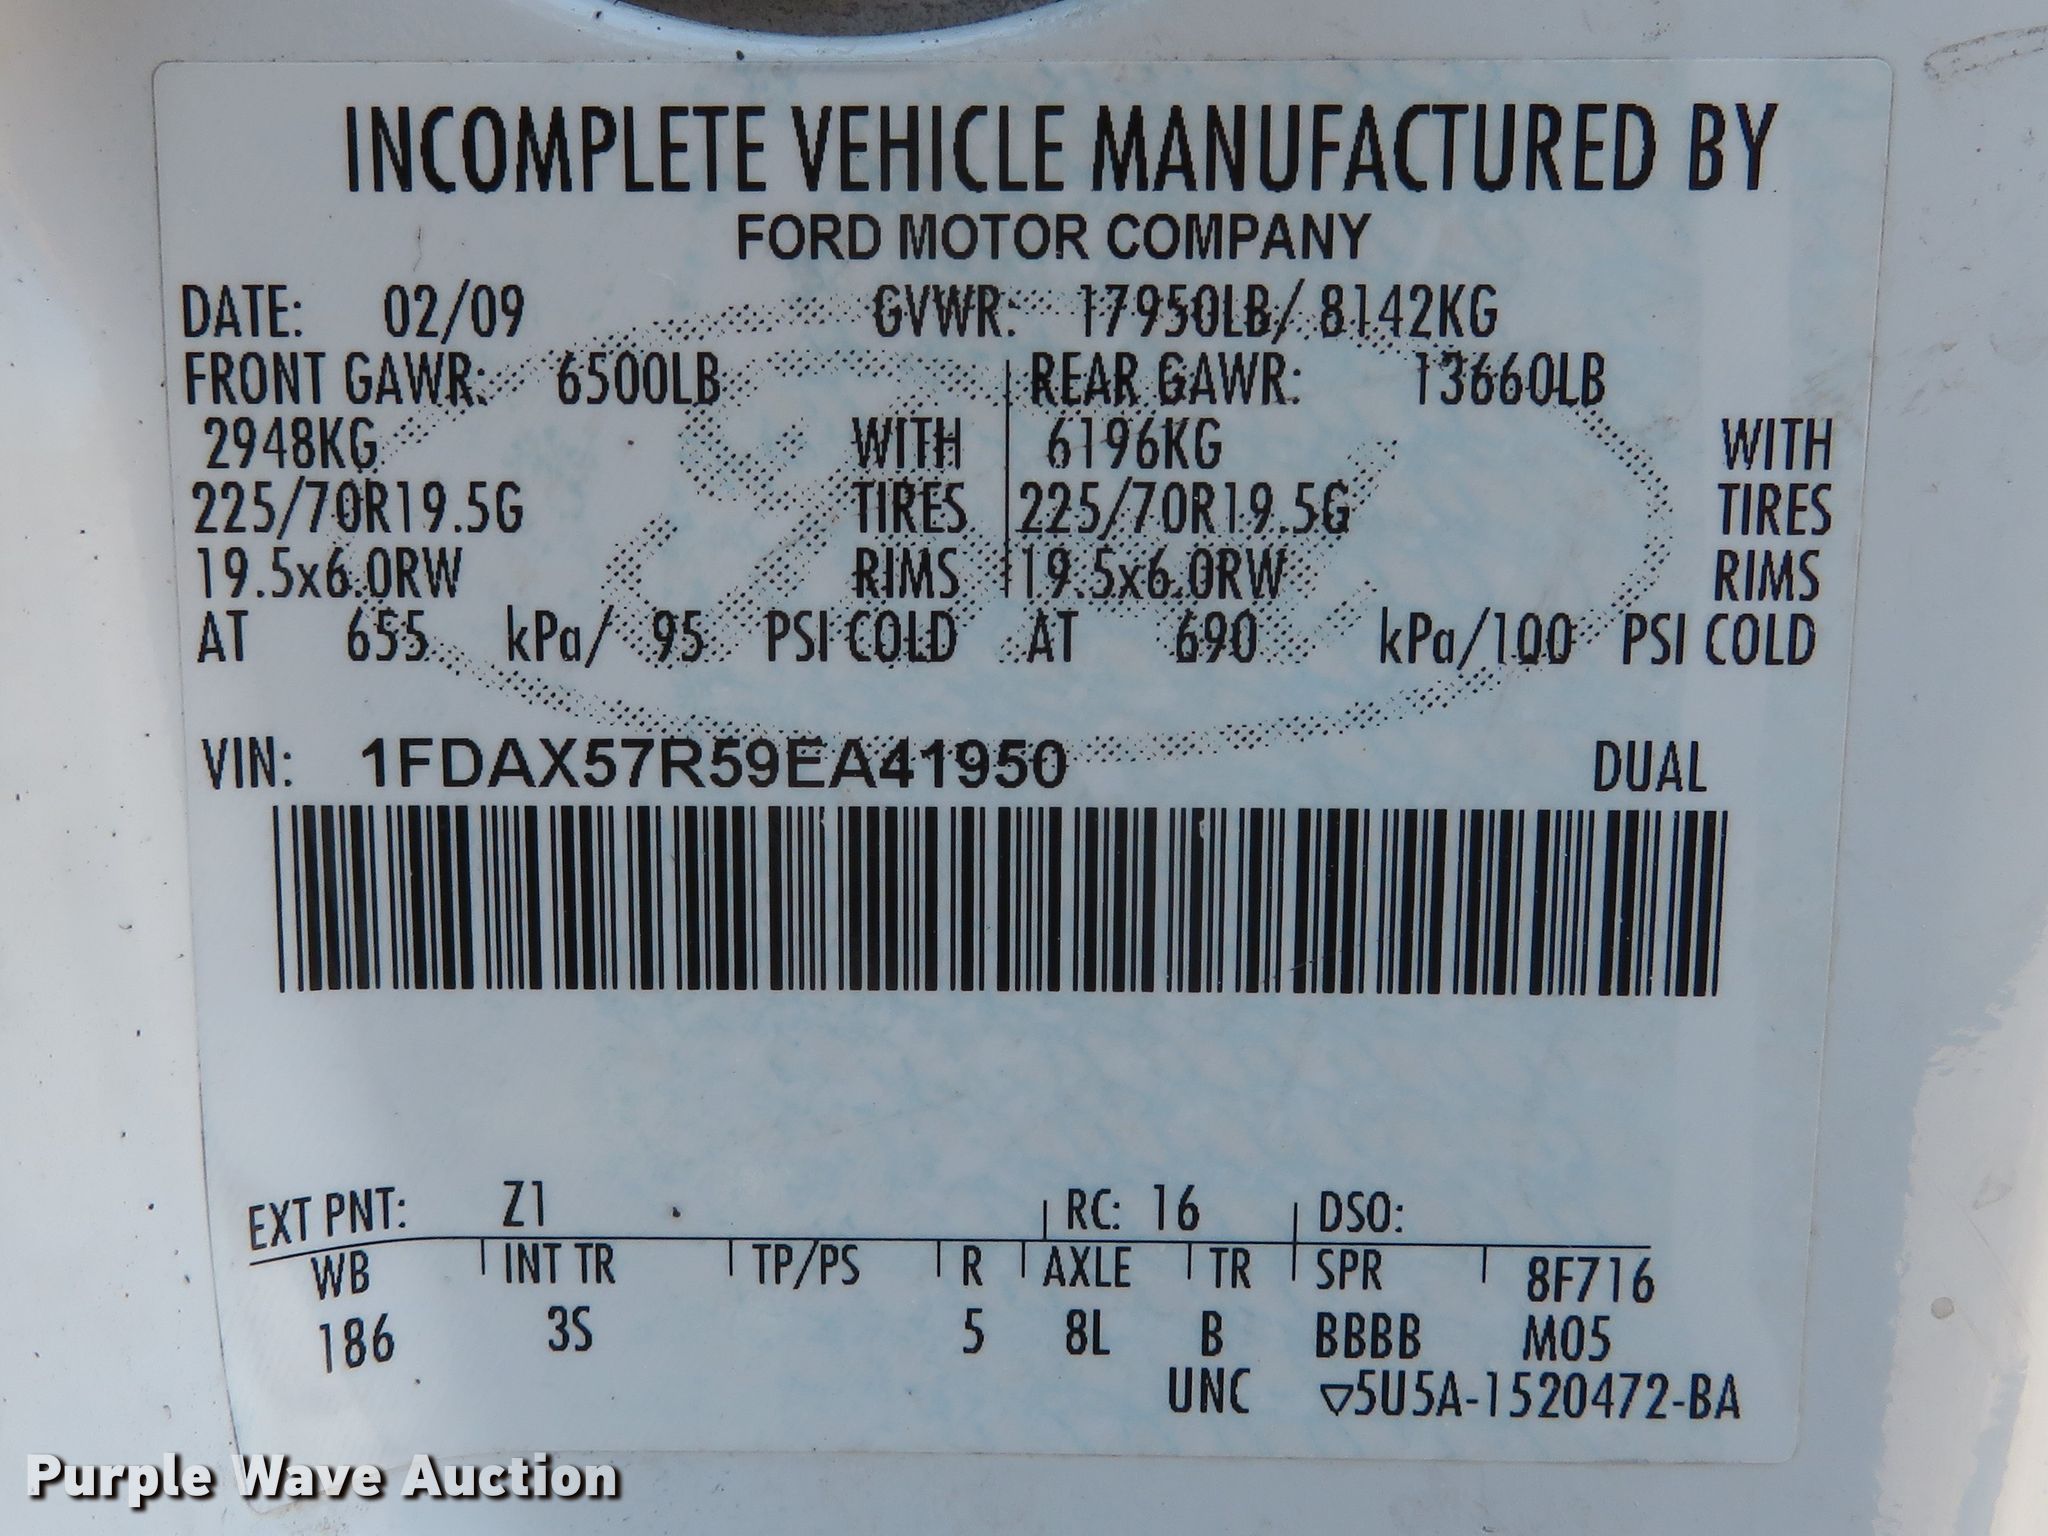 INCOMPLETE VEHICLE MANUFACTURED BY
FORD MOTOR COMPANY
DATE: 02/09 GVWR: 17950LB/ 8142KG
FRONT GAWR: 6500LB REAR GAWR: 13660LB
2948KG WITH 6196KG WITH
225/70R19.5G TIRES 225/70R19.5G TIRES
19.5x6.0RW RIMS 19.5x6.0RW RIMS
AT 655 kPa/ 95 PSI COLD AT 690 kPa/100 PSI COLD
VIN: 1FDAX57R59EA41950 DUAL
EXT PNT: Z1 RC: 16 DSO:
WB INT TR TP/PS R AXLE TR SPR 8F716
186 3S 5 8L B BBBB M05
UNC ▽5U5A-1520472-BA
Purple Wave Auction